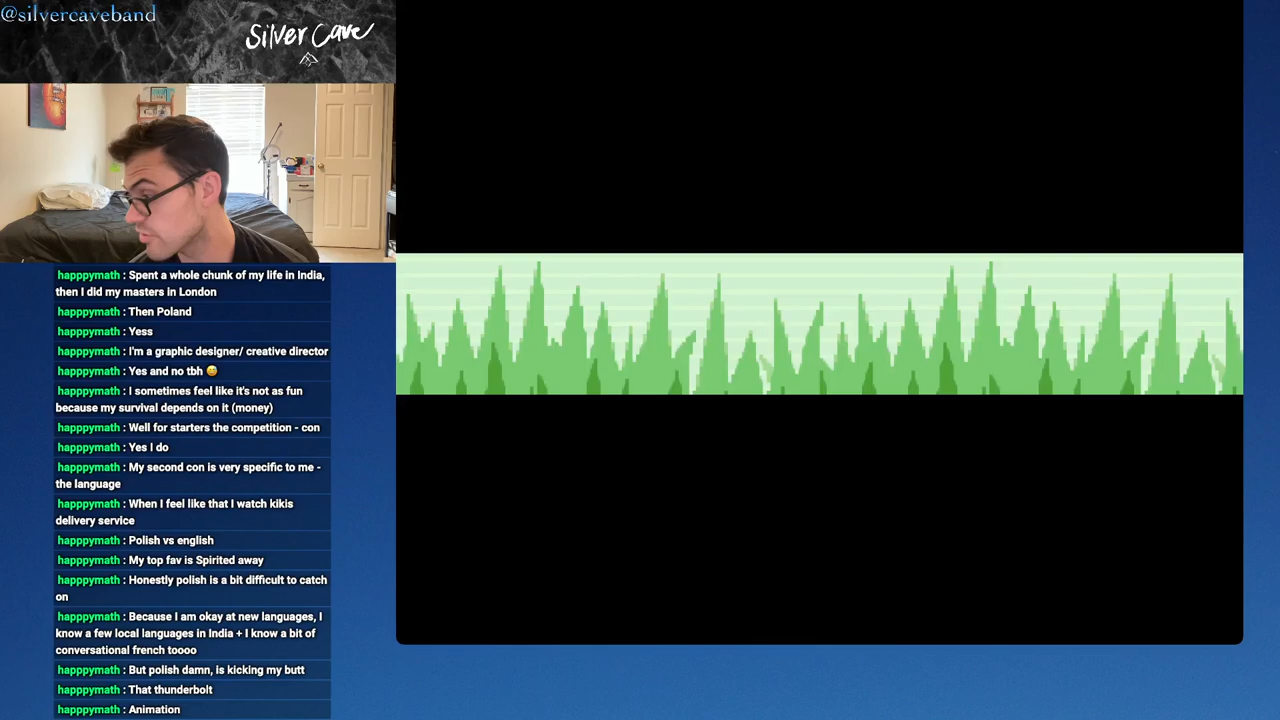 @silvercaveband
Silver Cave
happpymath : Spent a whole chunk of my life in India,
then I did my masters in London
happpymath : Then Poland
happpymath : Yess
happpymath : I'm a graphic designer/ creative director
happpymath : Yes and no tbh 😅
happpymath : I sometimes feel like it's not as fun
because my survival depends on it (money)
happpymath : Well for starters the competition - con
happpymath : Yes I do
happpymath : My second con is very specific to me -
the language
happpymath : When I feel like that I watch kikis
delivery service
happpymath : Polish vs english
happpymath : My top fav is Spirited away
happpymath : Honestly polish is a bit difficult to catch
on
happpymath : Because I am okay at new languages, I
know a few local languages in India + I know a bit of
conversational french toooo
happpymath : But polish damn, is kicking my butt
happpymath : That thunderbolt
happpymath : Animation